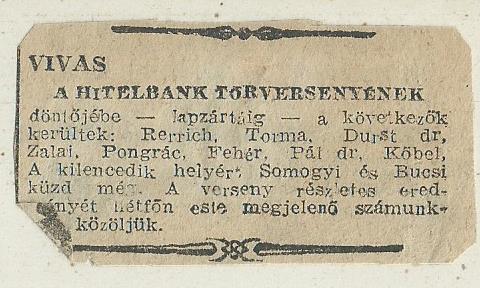 VIVAS
A HITELBANK TŐRVERSENYÉNEK
döntőjébe — lapzártáig — a következők
kerültek: Rerrich, Torma, Durst dr,
Zalai, Pongrác, Fehér, Pál dr, Köbel,
A kilencedik helyért Somogyi és Bucsi
küzd még. A verseny részletes ered-
ményét hétfőn este megjelenő számunk-
közöljük.